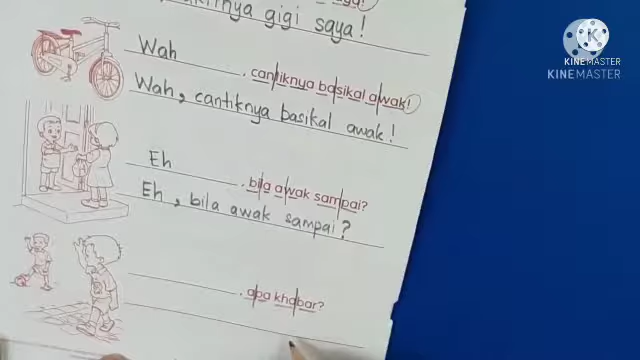 gigi saya!
Wah, cantiknya basikal awak!
Wah, cantiknya basikal awak!
Eh, bila awak sampai?
Eh, bila awak sampai?
, apa khabar?
KINEMASTER
KINEMASTER